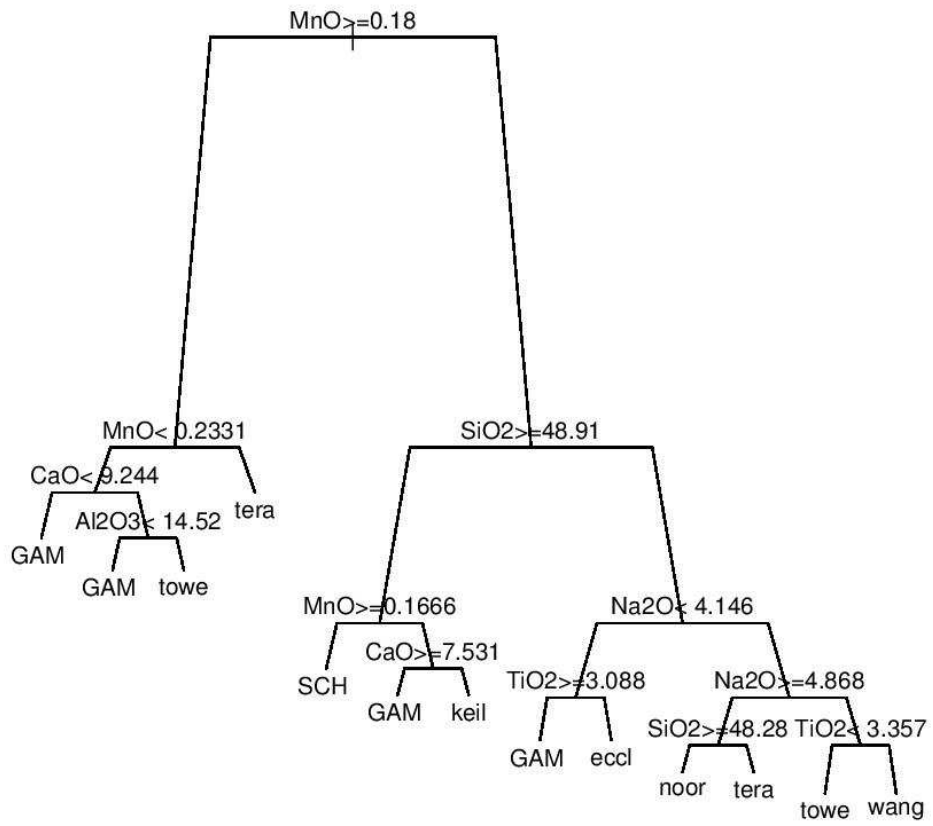 MnO>=0.18
MnO< 0.2331
SiO2>=48.91
CaO< 9.244
tera
Al2O3< 14.52
GAM
GAM
towe
MnO>=0.1666
Na2O< 4.146
CaO>=7.531
SCH
GAM
keil
TiO2>=3.088
Na2O>=4.868
SiO2>=48.28
TiO2< 3.357
GAM
eccl
noor
tera
towe
wang